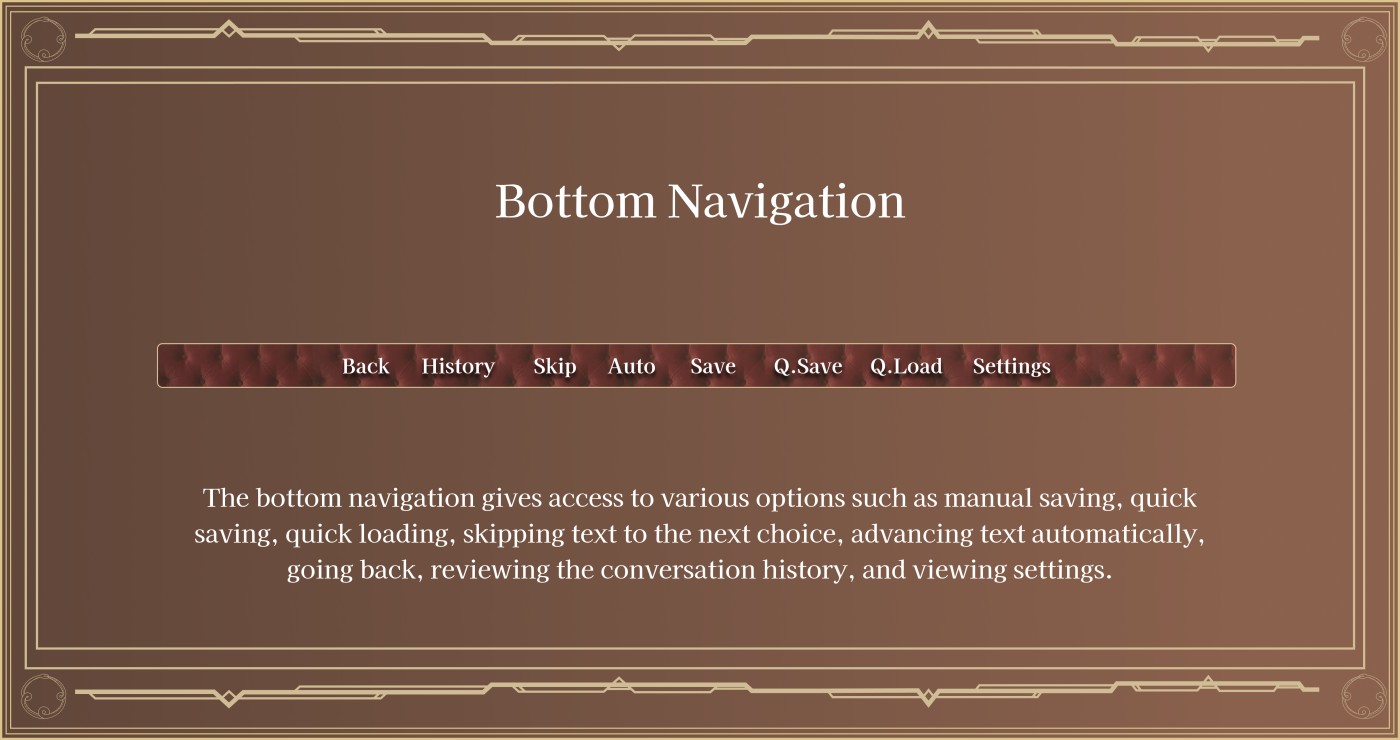 Bottom Navigation
Back History Skip Auto Save Q.Save Q.Load Settings
The bottom navigation gives access to various options such as manual saving, quick
saving, quick loading, skipping text to the next choice, advancing text automatically,
going back, reviewing the conversation history, and viewing settings.